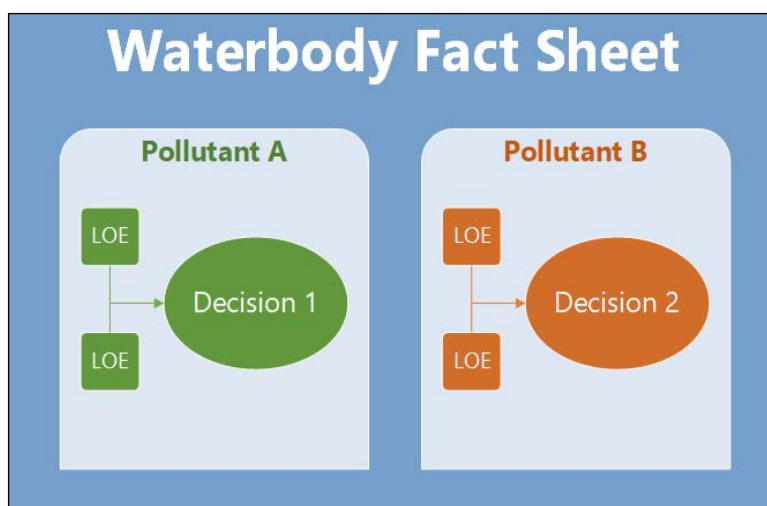 Waterbody Fact Sheet
Pollutant A
LOE
Decision 1
LOE
Pollutant B
LOE
Decision 2
LOE